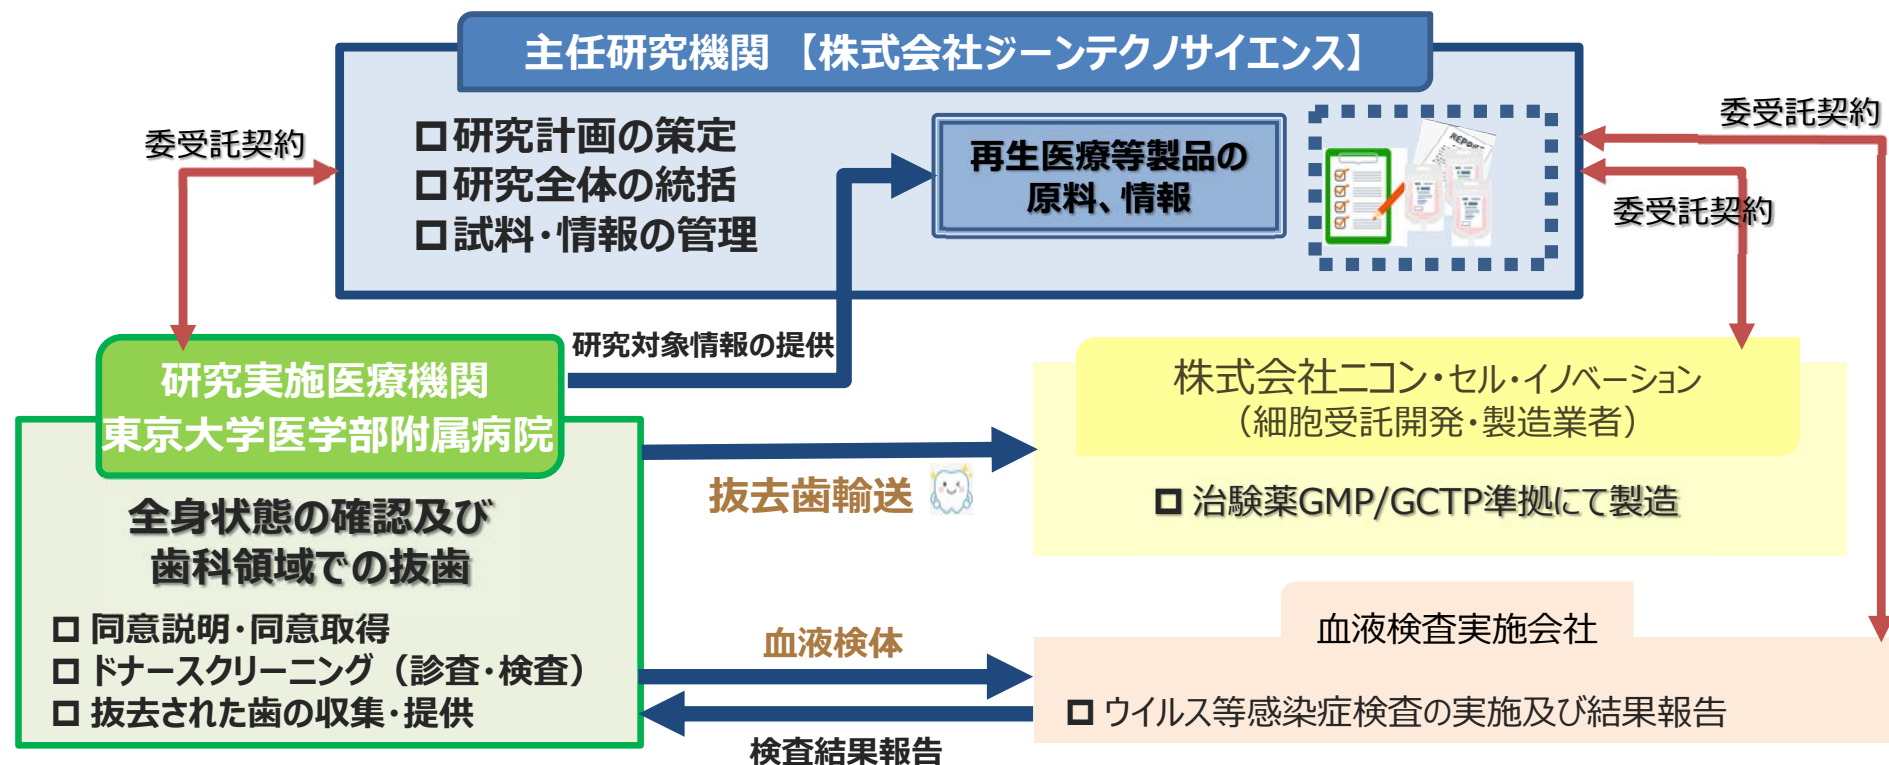 主任研究機関 【株式会社ジーンテクノサイエンス】
委受託契約
□研究計画の策定
□研究全体の統括
□試料・情報の管理
再生医療等製品の
原料、情報
REPORT
委受託契約
委受託契約
研究対象情報の提供
研究実施医療機関
東京大学医学部附属病院
全身状態の確認及び
歯科領域での抜歯
□ 同意説明・同意取得
□ ドナースクリーニング（診査・検査）
□ 抜去された歯の収集・提供
抜去歯輸送
株式会社ニコン・セル・イノベーション
（細胞受託開発・製造業者）
□ 治験薬GMP/GCTP準拠にて製造
血液検体
検査結果報告
血液検査実施会社
□ ウイルス等感染症検査の実施及び結果報告